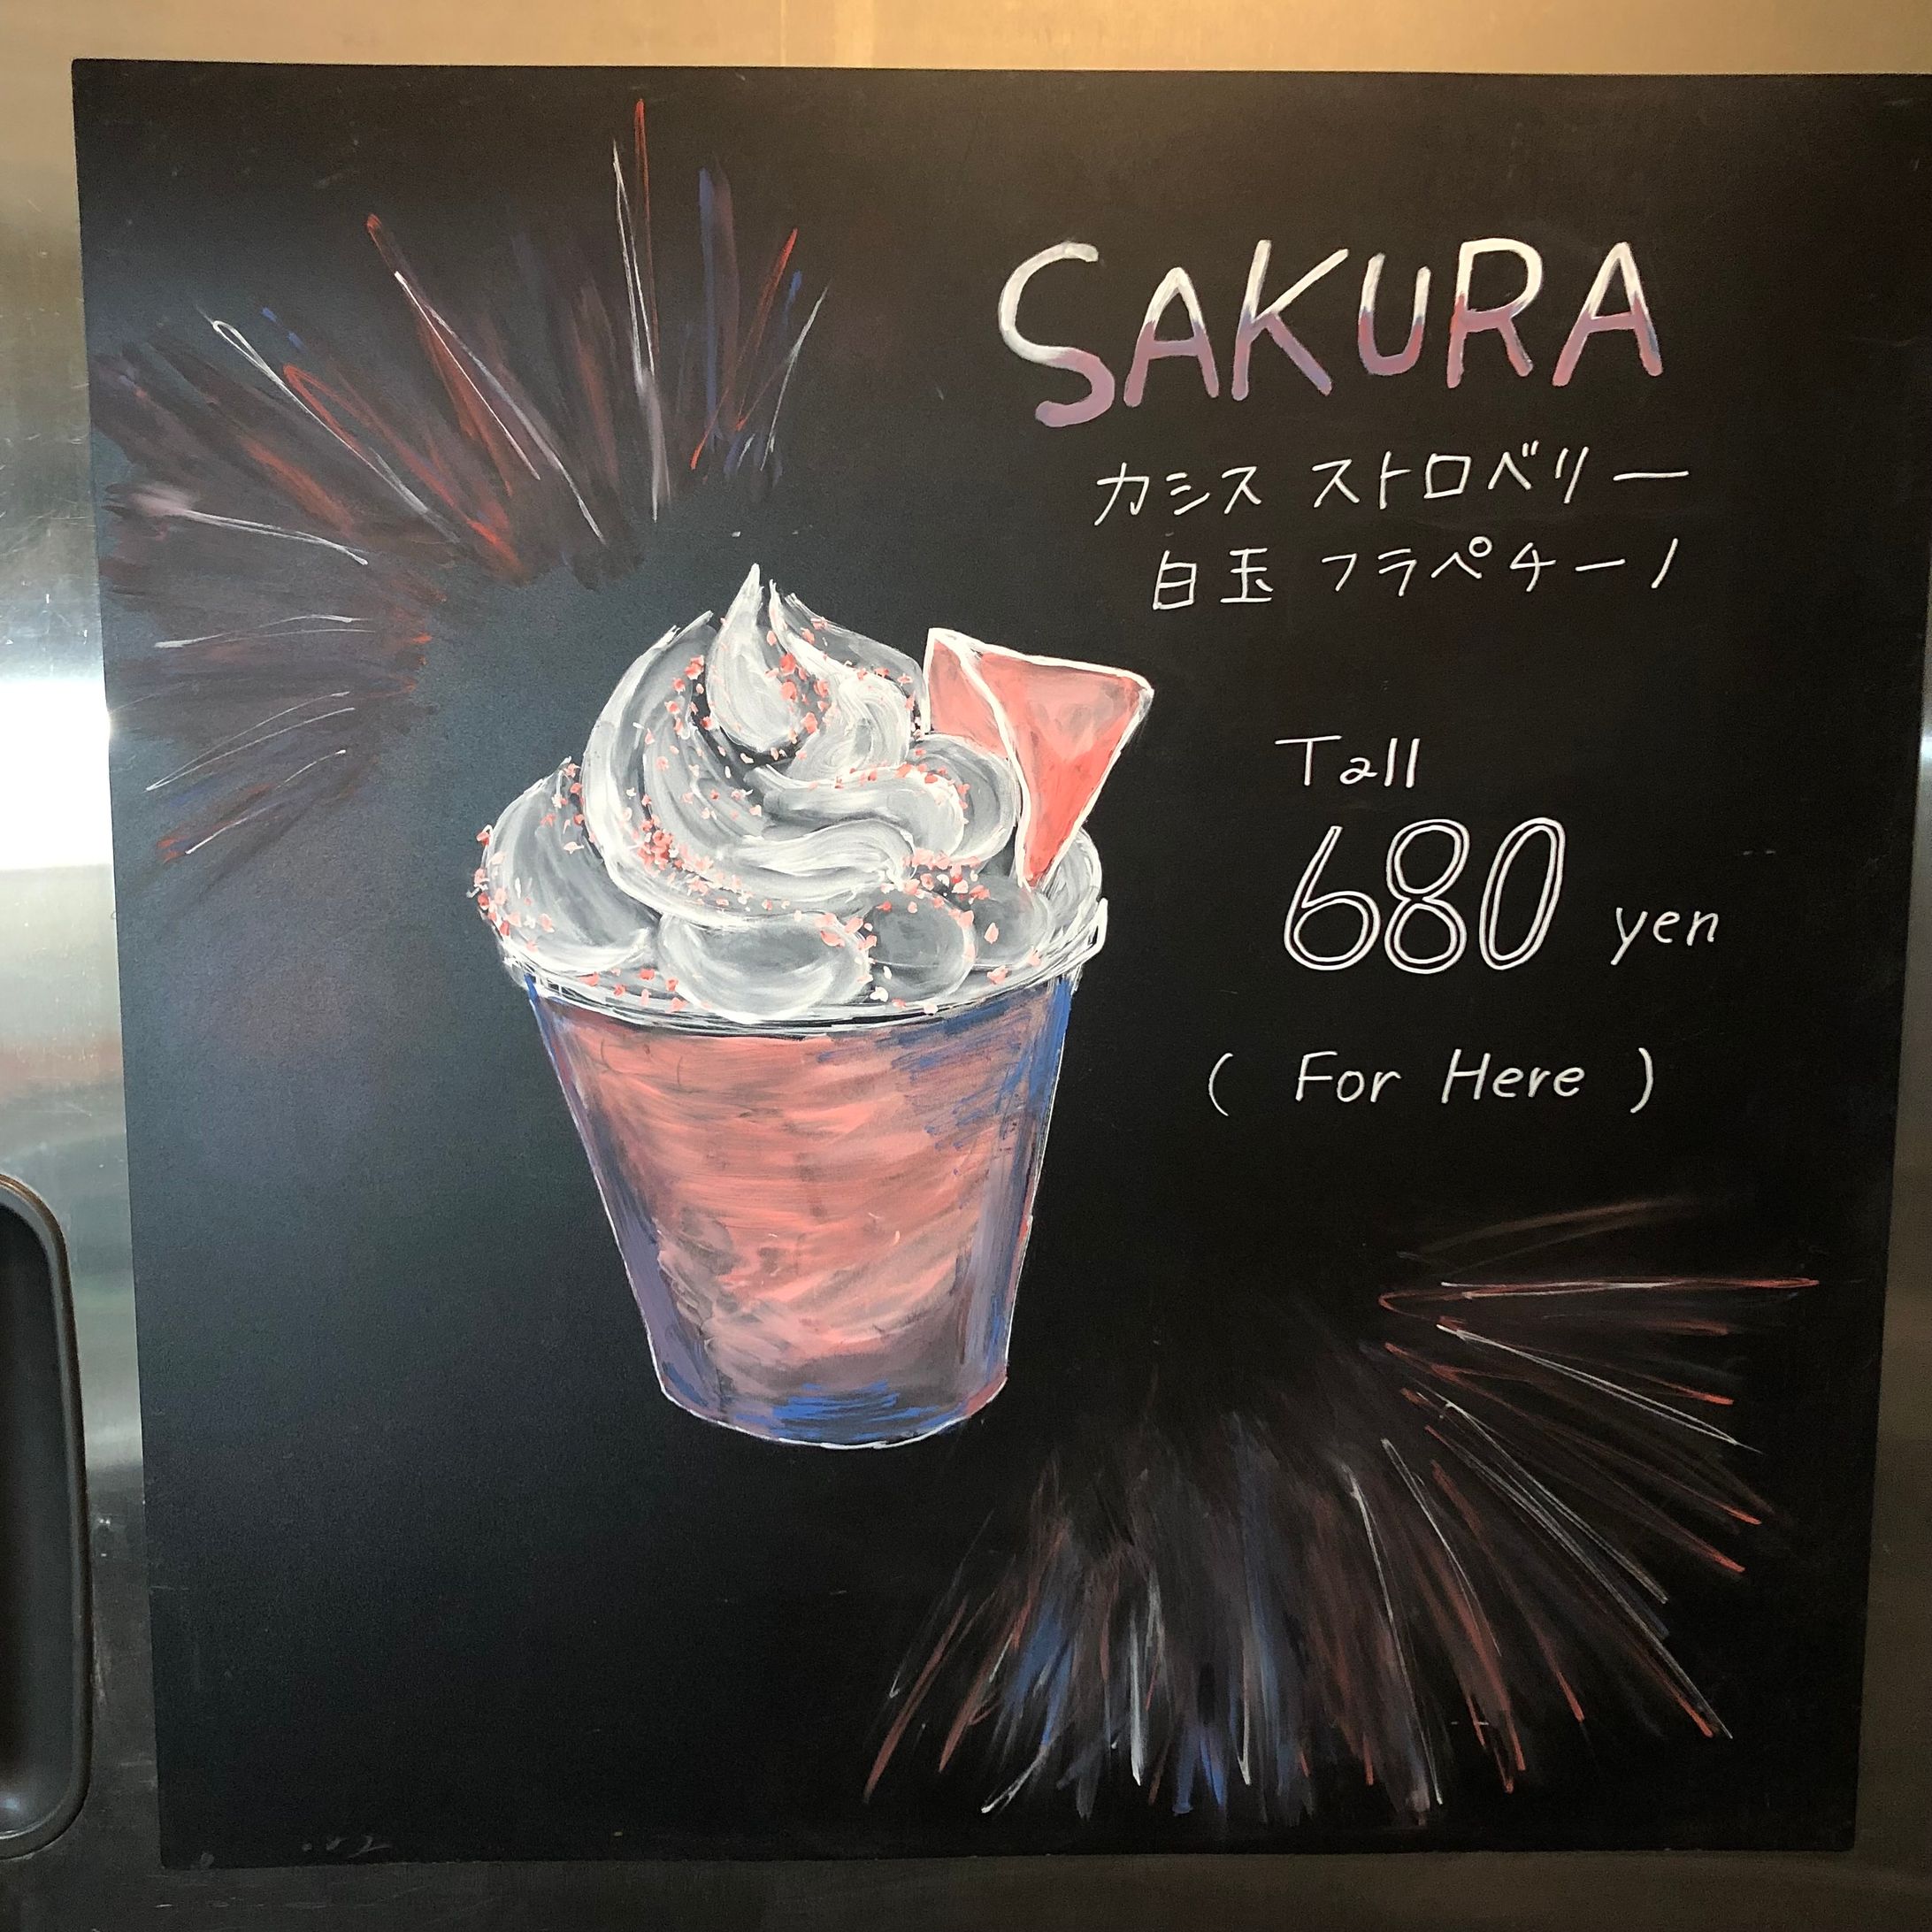 SAKURA
カシス ストロベリー
白玉 フラペチーノ
Tall
680 yen
( For Here )